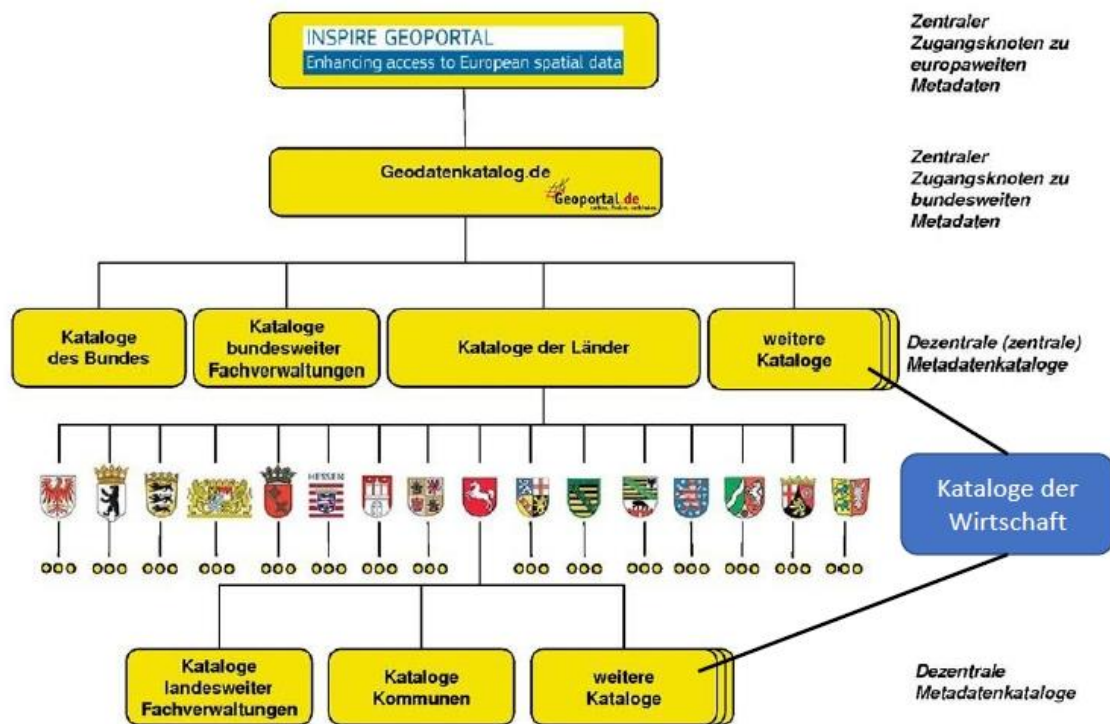 INSPIRE GEOPORTAL
Enhancing access to European spatial data
Zentraler
Zugangsknoten zu
europaweiten
Metadaten
Geodatenkatalog.de
Geoportal.de
Zentraler
Zugangsknoten zu
bundesweiten
Metadaten
Kataloge
des Bundes
Kataloge
bundesweiter
Fachverwaltungen
Kataloge der Länder
weitere
Kataloge
Dezentrale (zentrale)
Metadatenkataloge
HESSEN
Kataloge der
Wirtschaft
Kataloge
landesweiter
Fachverwaltungen
Kataloge
Kommunen
weitere
Kataloge
Dezentrale
Metadatenkataloge